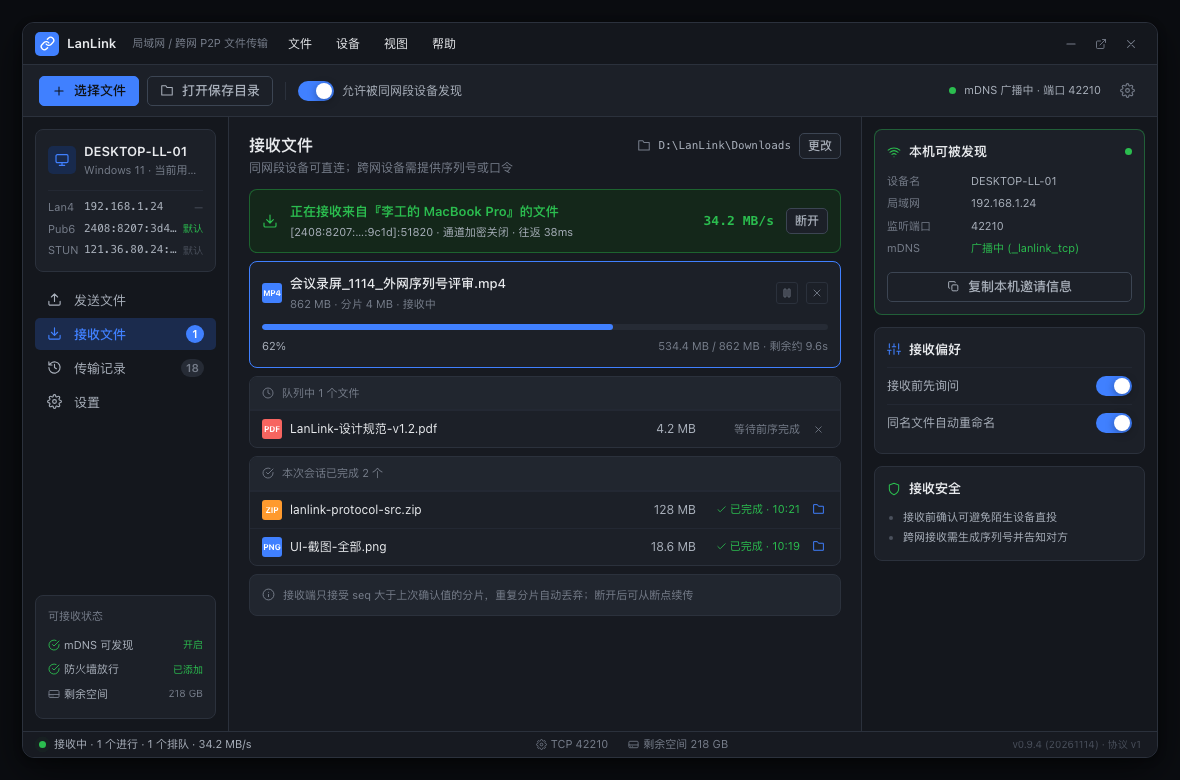 LanLink 局域网 / 跨网 P2P 文件传输 文件 设备 视图 帮助
选择文件 打开保存目录 允许被同网段设备发现 mDNS 广播中 · 端口 42210
DESKTOP-LL-01
Windows 11 · 当前用…
Lan4 192.168.1.24 —
Pub6 2408:8207:3d4… 默认
STUN 121.36.80.24:… 默认
发送文件
接收文件 1
传输记录 18
设置
可接收状态
mDNS 可发现 开启
防火墙放行 已添加
剩余空间 218 GB
接收文件 D:\LanLink\Downloads 更改
同网段设备可直连；跨网设备需提供序列号或口令
正在接收来自『李工的 MacBook Pro』的文件
[2408:8207:…:9c1d]:51820 · 通道加密关闭 · 往返 38ms
34.2 MB/s 断开
MP4 会议录屏_1114_外网序列号评审.mp4
862 MB · 分片 4 MB · 接收中
62% 534.4 MB / 862 MB · 剩余约 9.6s
队列中 1 个文件
PDF LanLink-设计规范-v1.2.pdf 4.2 MB 等待前序完成
本次会话已完成 2 个
ZIP lanlink-protocol-src.zip 128 MB 已完成 · 10:21
PNG UI-截图-全部.png 18.6 MB 已完成 · 10:19
接收端只接受 seq 大于上次确认值的分片，重复分片自动丢弃；断开后可从断点续传
本机可被发现
设备名 DESKTOP-LL-01
局域网 192.168.1.24
监听端口 42210
mDNS 广播中 (_lanlink_tcp)
复制本机邀请信息
接收偏好
接收前先询问
同名文件自动重命名
接收安全
接收前确认可避免陌生设备直投
跨网接收需生成序列号并告知对方
接收中 · 1 个进行 · 1 个排队 · 34.2 MB/s TCP 42210 剩余空间 218 GB v0.9.4 (20261114) · 协议 v1